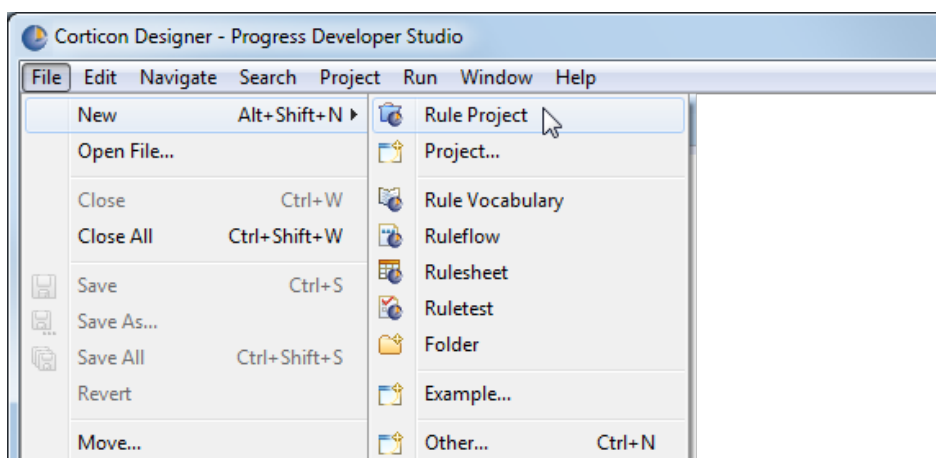 Corticon Designer - Progress Developer Studio
File Edit Navigate Search Project Run Window Help
New Alt+Shift+N
Open File...
Close Ctrl+W
Close All Ctrl+Shift+W
Save Ctrl+S
Save As...
Save All Ctrl+Shift+S
Revert
Move...
Rule Project
Project...
Rule Vocabulary
Ruleflow
Rulesheet
Ruletest
Folder
Example...
Other... Ctrl+N